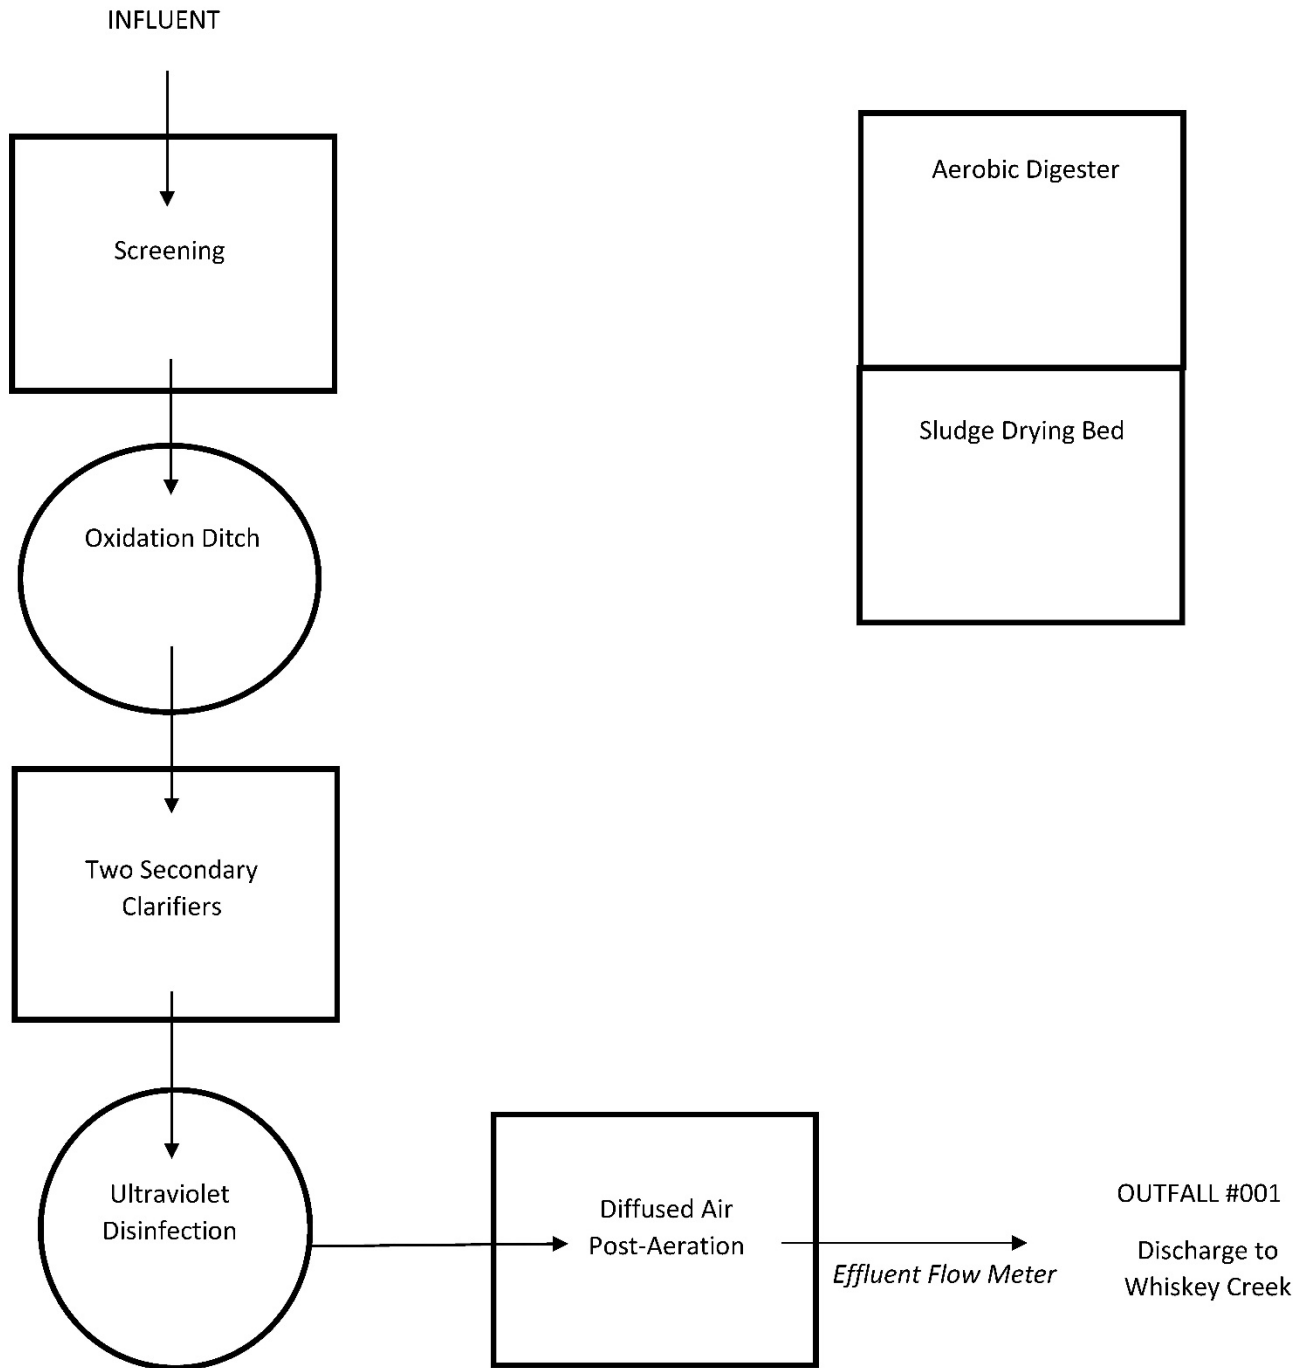 INFLUENT
Screening
Oxidation Ditch
Two Secondary
Clarifiers
Ultraviolet
Disinfection
Diffused Air
Post-Aeration
Effluent Flow Meter
OUTFALL #001
Discharge to
Whiskey Creek
Aerobic Digester
Sludge Drying Bed